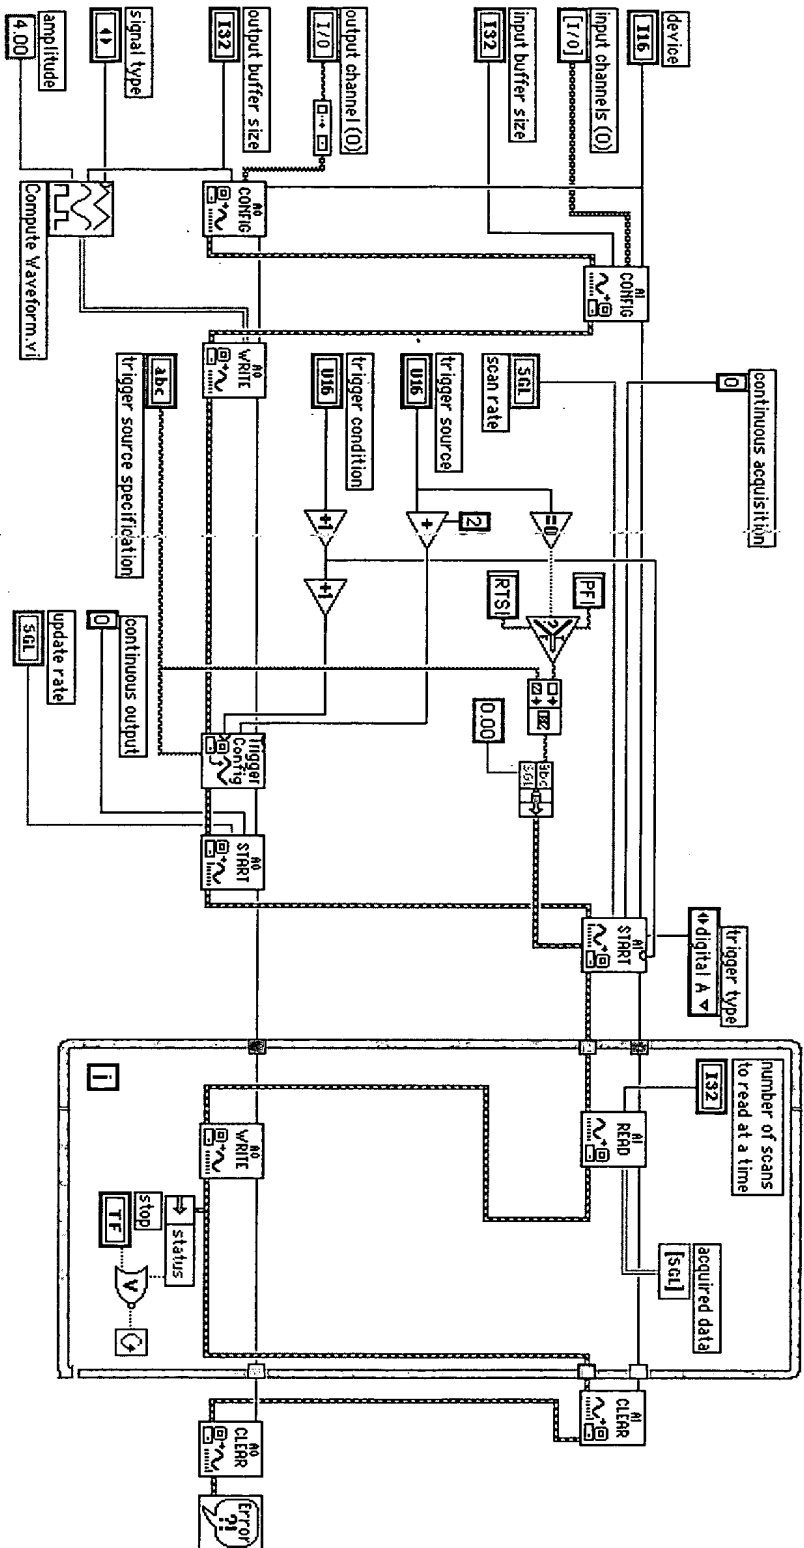 device
I16
input channels (0)
[I/0]
input buffer size
I32
output channel (0)
I/0
output buffer size
I32
signal type
amplitude
4.00
AI
CONFIG
AO
CONFIG
Compute Waveform.vi
continuous acquisition
0
scan rate
SGL
trigger source
U16
trigger condition
U16
AO
WRITE
abc
trigger source specification
=0
2
+
+1
+1
PFI
RTSI
?
T
F
0.00
abc
SGL
trigger
Config
continuous output
0
update rate
SGL
AO
START
trigger type
digital A
AI
START
number of scans
to read at a time
I32
AI
READ
acquired data
[SGL]
AO
WRITE
status
stop
TF
V
i
AI
CLEAR
AO
CLEAR
Error
?!